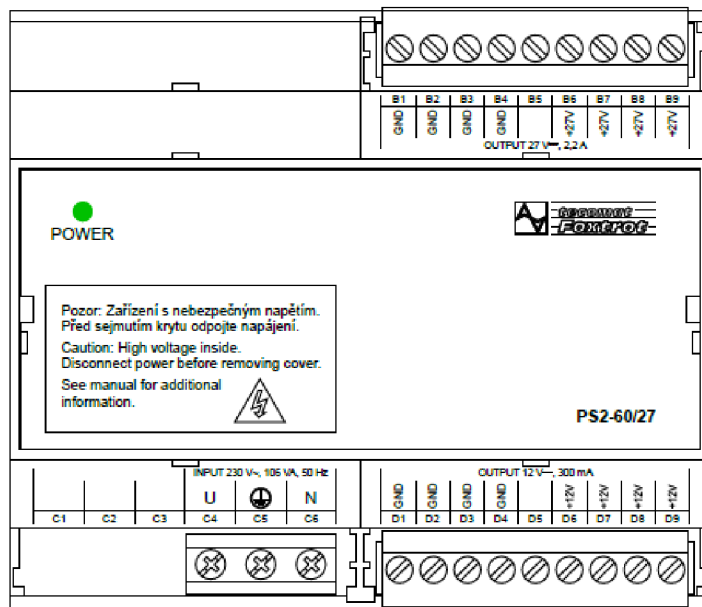 B1 B2 B3 B4 B5 B6 B7 B8 B9
GND GND GND GND +27V +27V +27V +27V
OUTPUT 27 V⎓, 2,2 A
POWER
tecomat
Foxtrot
Pozor: Zařízení s nebezpečným napětím.
Před sejmutím krytu odpojte napájení.
Caution: High voltage inside.
Disconnect power before removing cover.
See manual for additional
information.
PS2-60/27
INPUT 230 V~, 105 VA, 50 Hz
OUTPUT 12 V⎓, 300 mA
U N
GND GND GND GND +12V +12V +12V +12V
C1 C2 C3 C4 C5 C6
D1 D2 D3 D4 D5 D6 D7 D8 D9